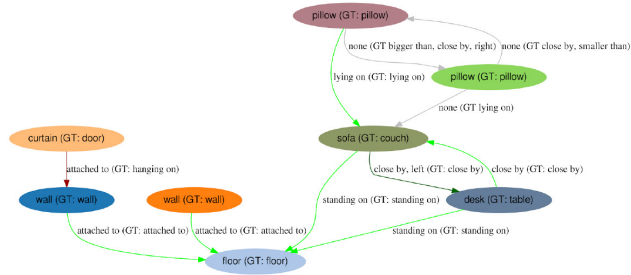 pillow (GT: pillow)
none (GT bigger than, close by, right)
none (GT close by, smaller than)
lying on (GT: lying on)
pillow (GT: pillow)
none (GT lying on)
curtain (GT: door)
sofa (GT: couch)
attached to (GT: hanging on)
close by, left (GT: close by)
close by (GT: close by)
wall (GT: wall)
wall (GT: wall)
desk (GT: table)
attached to (GT: attached to)
attached to (GT: attached to)
standing on (GT: standing on)
standing on (GT: standing on)
floor (GT: floor)